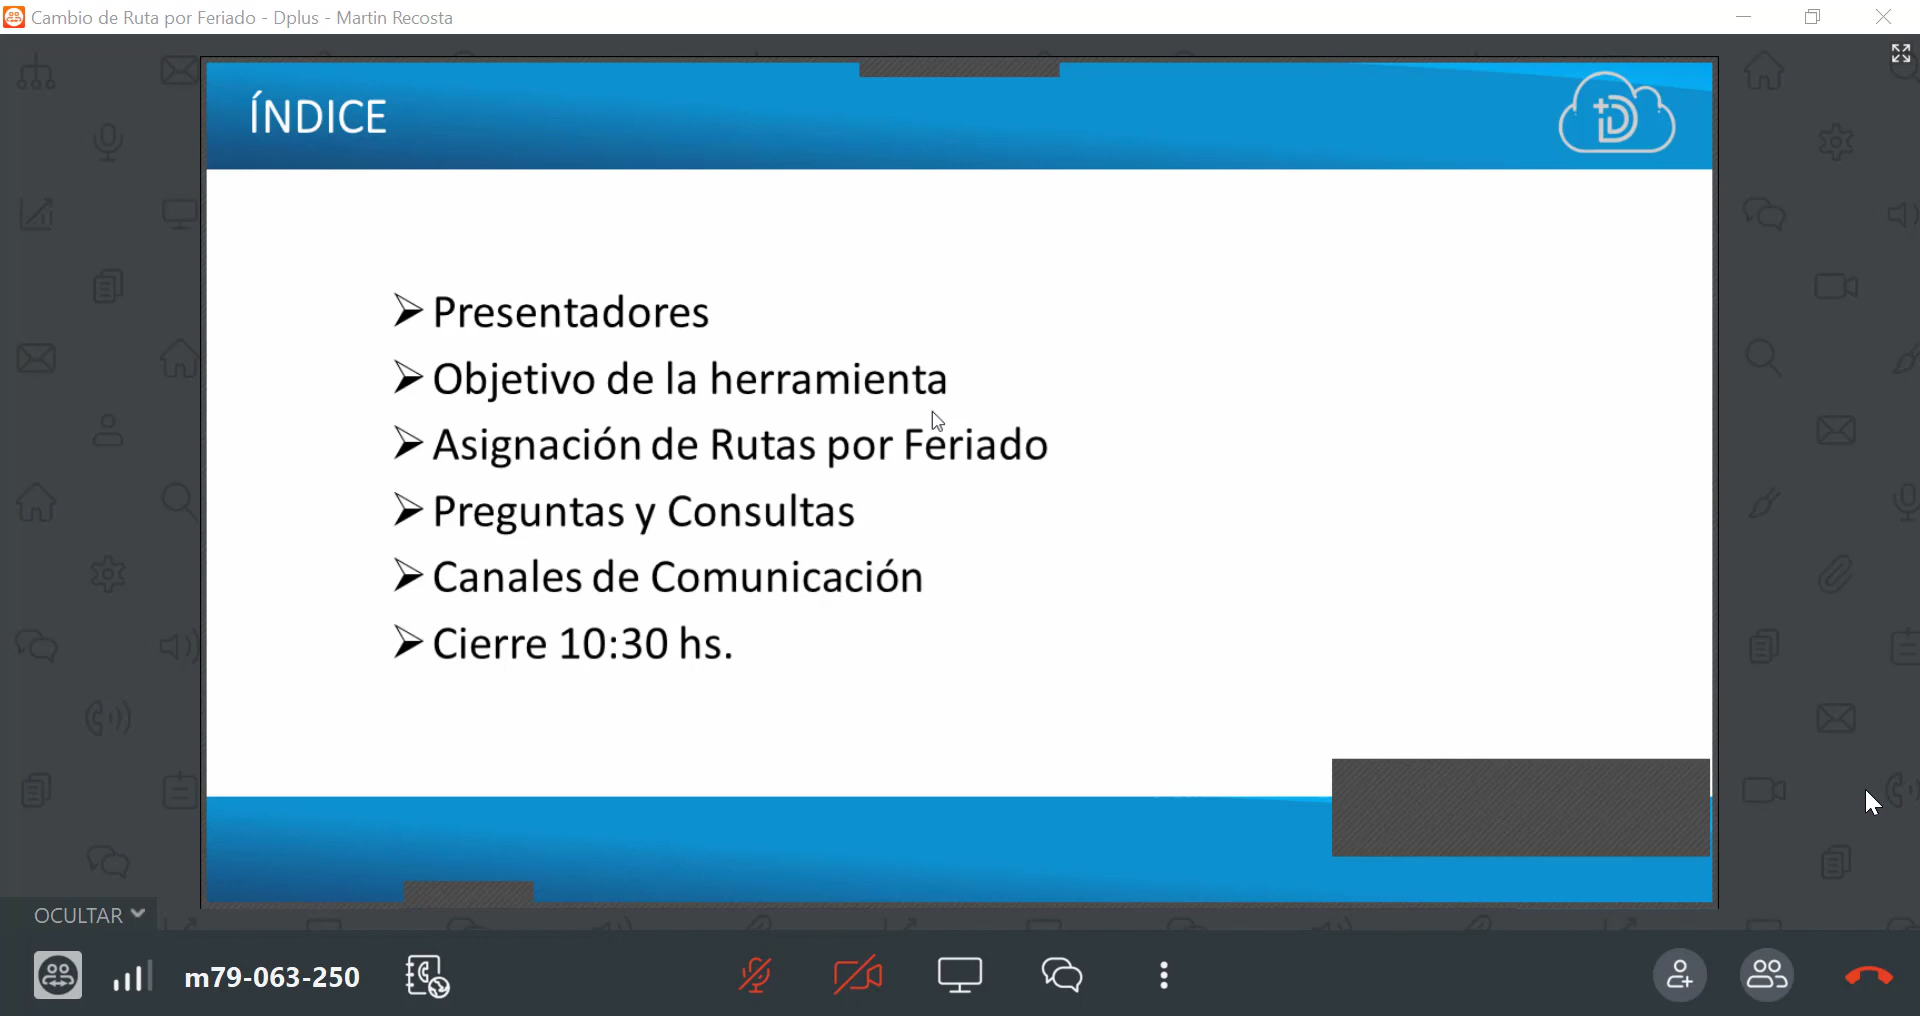 Cambio de Ruta por Feriado - Dplus - Martin Recosta
ÍNDICE
+D
Presentadores
Objetivo de la herramienta
Asignación de Rutas por Feriado
Preguntas y Consultas
Canales de Comunicación
Cierre 10:30 hs.
OCULTAR
m79-063-250